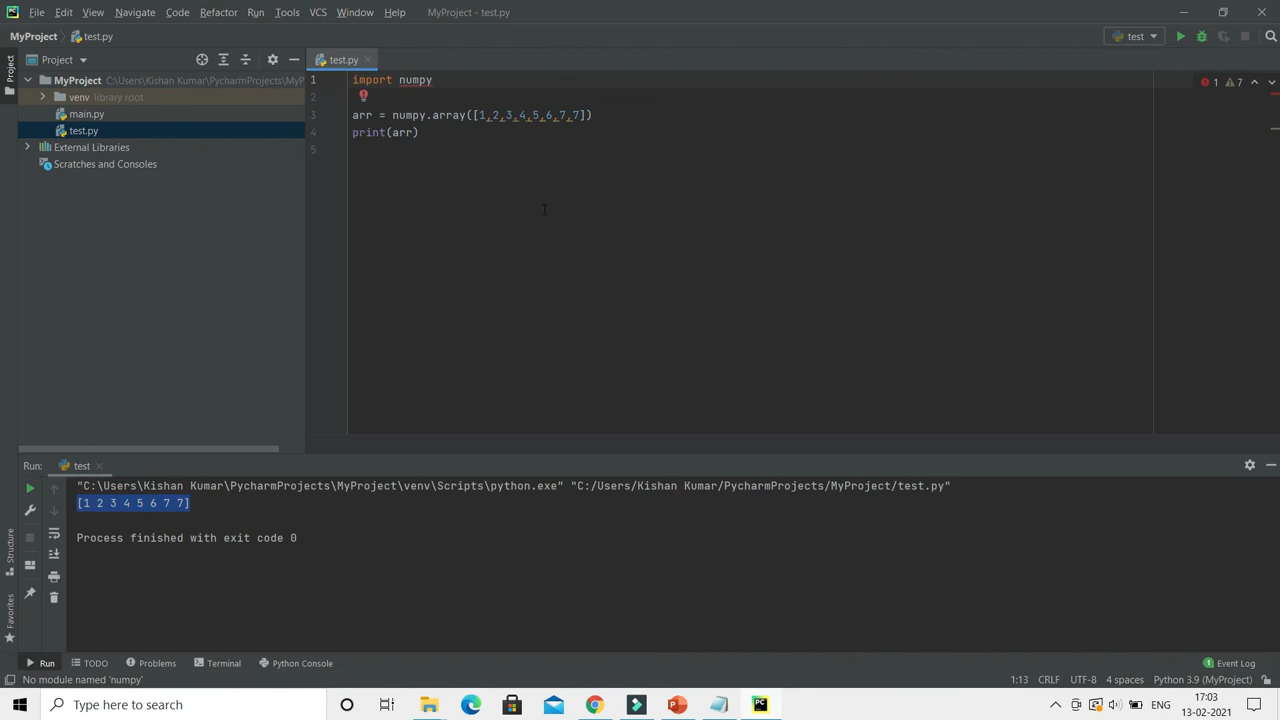 PC File Edit View Navigate Code Refactor Run Tools VCS Window Help MyProject - test.py
MyProject test.py test
Project test.py
Project
MyProject C:\Users\Kishan Kumar\PycharmProjects\MyP
venv library root
main.py
test.py
External Libraries
Scratches and Consoles
1 import numpy
2
3 arr = numpy.array([1,2,3,4,5,6,7,7])
4 print(arr)
5
1 7
Run: test
"C:\Users\Kishan Kumar\PycharmProjects\MyProject\venv\Scripts\python.exe" "C:/Users/Kishan Kumar/PycharmProjects/MyProject/test.py"
[1 2 3 4 5 6 7 7]
Process finished with exit code 0
Structure
Favorites
Run TODO Problems Terminal Python Console 1 Event Log
No module named 'numpy' 1:13 CRLF UTF-8 4 spaces Python 3.9 (MyProject)
Type here to search PC ENG 17:03
13-02-2021